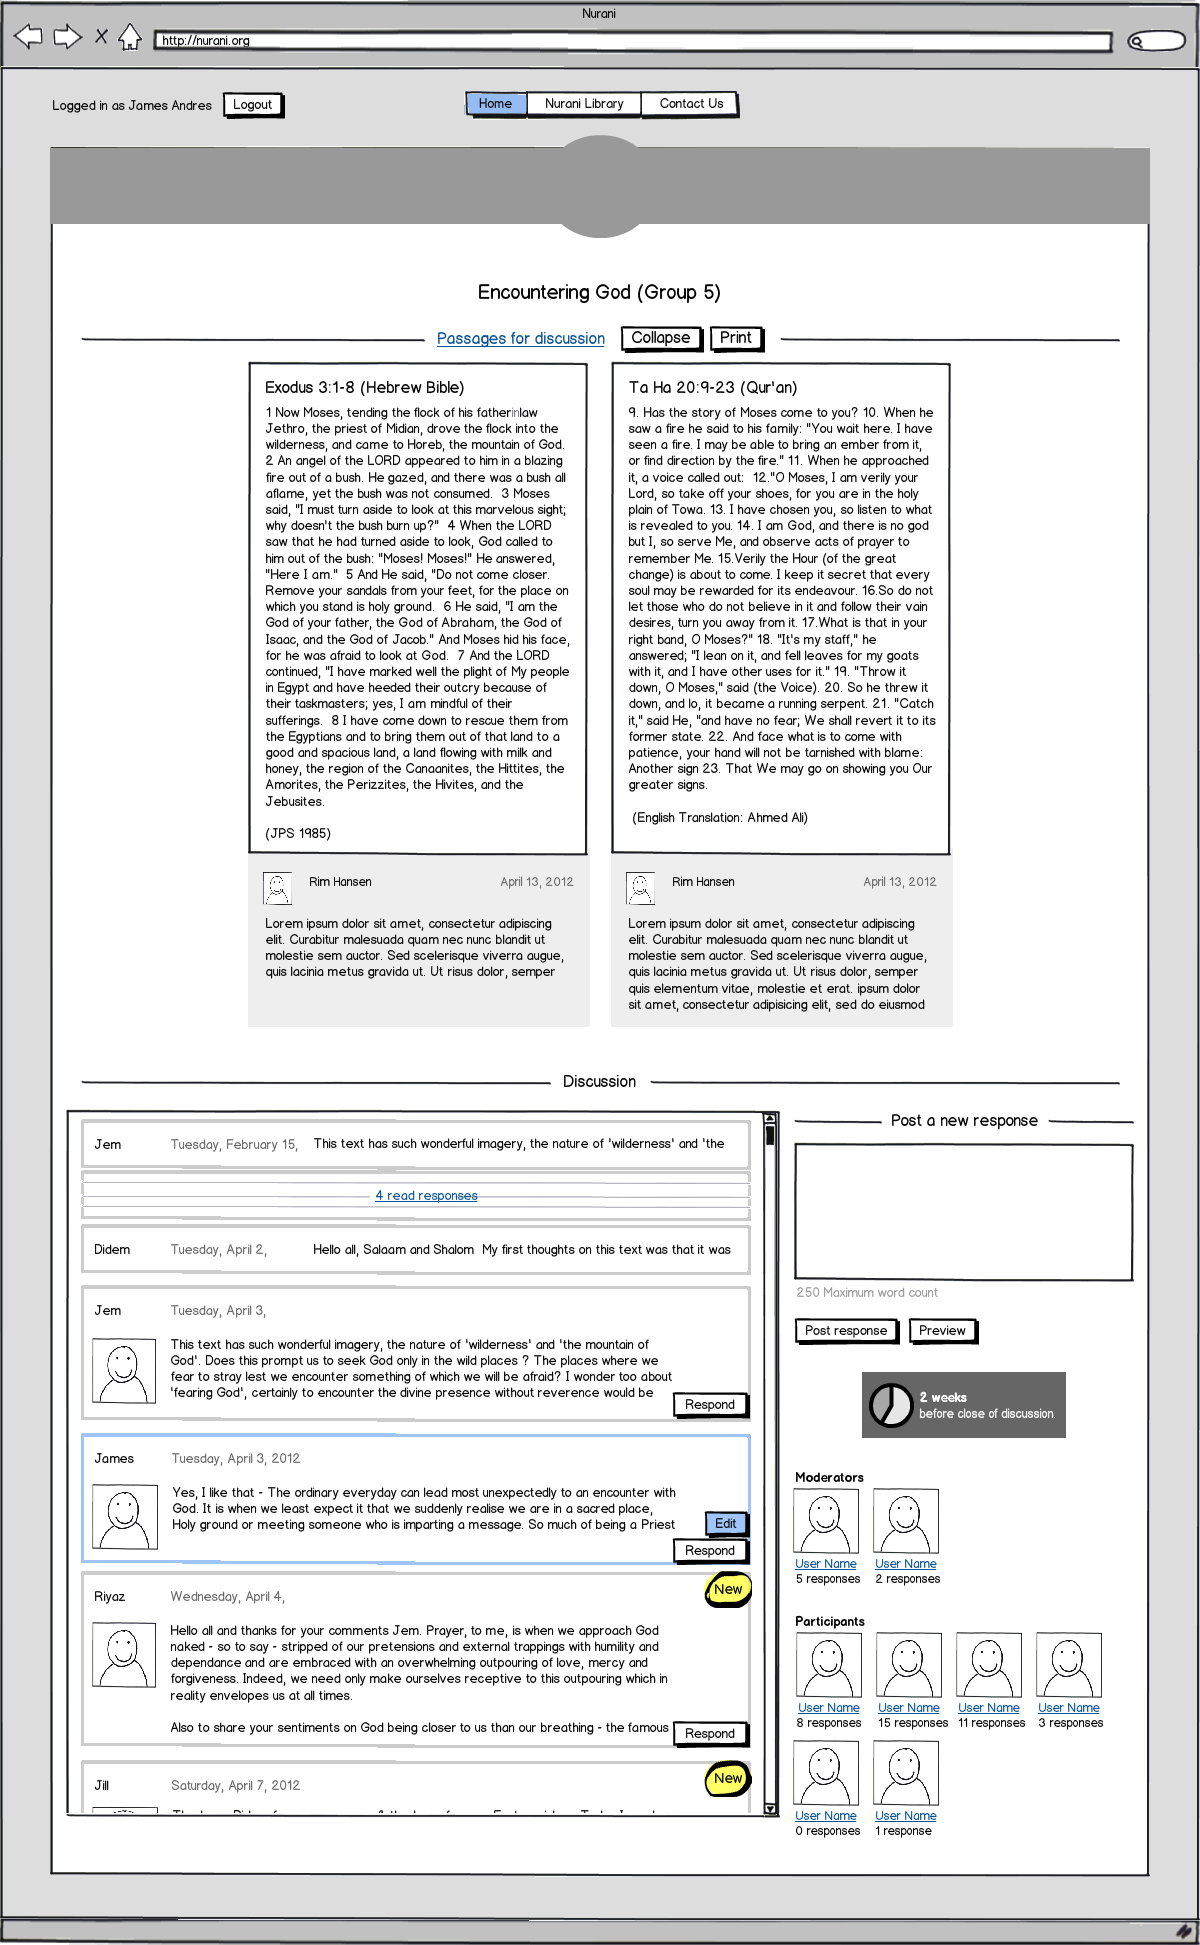 Nurani
http://nurani.org
Logged in as James Andres
Logout
Home
Nurani Library
Contact Us
Encountering God (Group 5)
Passages for discussion
Collapse
Print
Exodus 3:1-8 (Hebrew Bible)
1 Now Moses, tending the flock of his fatherinlaw
Jethro, the priest of Midian, drove the flock into the
wilderness, and came to Horeb, the mountain of God.
2 An angel of the LORD appeared to him in a blazing
fire out of a bush. He gazed, and there was a bush all
aflame, yet the bush was not consumed.  3 Moses
said, "I must turn aside to look at this marvelous sight;
why doesn't the bush burn up?"  4 When the LORD
saw that he had turned aside to look, God called to
him out of the bush: "Moses! Moses!" He answered,
"Here I am."  5 And He said, "Do not come closer.
Remove your sandals from your feet, for the place on
which you stand is holy ground.  6 He said, "I am the
God of your father, the God of Abraham, the God of
Isaac, and the God of Jacob." And Moses hid his face,
for he was afraid to look at God.  7 And the LORD
continued, "I have marked well the plight of My people
in Egypt and have heeded their outcry because of
their taskmasters; yes, I am mindful of their
sufferings.  8 I have come down to rescue them from
the Egyptians and to bring them out of that land to a
good and spacious land, a land flowing with milk and
honey, the region of the Canaanites, the Hittites, the
Amorites, the Perizzites, the Hivites, and the
Jebusites.
(JPS 1985)
Ta Ha 20:9-23 (Qur'an)
9. Has the story of Moses come to you? 10. When he
saw a fire he said to his family: "You wait here. I have
seen a fire. I may be able to bring an ember from it,
or find direction by the fire." 11. When he approached
it, a voice called out:  12."O Moses, I am verily your
Lord, so take off your shoes, for you are in the holy
plain of Towa. 13. I have chosen you, so listen to what
is revealed to you. 14. I am God, and there is no god
but I, so serve Me, and observe acts of prayer to
remember Me. 15.Verily the Hour (of the great
change) is about to come. I keep it secret that every
soul may be rewarded for its endeavour. 16.So do not
let those who do not believe in it and follow their vain
desires, turn you away from it. 17.What is that in your
right band, O Moses?" 18. "It's my staff," he
answered; "I lean on it, and fell leaves for my goats
with it, and I have other uses for it." 19. "Throw it
down, O Moses," said (the Voice). 20. So he threw it
down, and lo, it became a running serpent. 21. "Catch
it," said He, "and have no fear; We shall revert it to its
former state. 22. And face what is to come with
patience, your hand will not be tarnished with blame:
Another sign 23. That We may go on showing you Our
greater signs.
(English Translation: Ahmed Ali)
Rim Hansen
April 13, 2012
Lorem ipsum dolor sit amet, consectetur adipiscing
elit. Curabitur malesuada quam nec nunc blandit ut
molestie sem auctor. Sed scelerisque viverra augue,
quis lacinia metus gravida ut. Ut risus dolor, semper
Rim Hansen
April 13, 2012
Lorem ipsum dolor sit amet, consectetur adipiscing
elit. Curabitur malesuada quam nec nunc blandit ut
molestie sem auctor. Sed scelerisque viverra augue,
quis lacinia metus gravida ut. Ut risus dolor, semper
quis elementum vitae, molestie et erat. ipsum dolor
sit amet, consectetur adipisicing elit, sed do eiusmod
Discussion
Jem
Tuesday, February 15,
This text has such wonderful imagery, the nature of 'wilderness' and 'the
4 read responses
Didem
Tuesday, April 2,
Hello all, Salaam and Shalom  My first thoughts on this text was that it was
Jem
Tuesday, April 3,
This text has such wonderful imagery, the nature of 'wilderness' and 'the mountain of
God'. Does this prompt us to seek God only in the wild places ? The places where we
fear to stray lest we encounter something of which we will be afraid? I wonder too about
'fearing God', certainly to encounter the divine presence without reverence would be
Respond
James
Tuesday, April 3, 2012
Yes, I like that - The ordinary everyday can lead most unexpectedly to an encounter with
God. It is when we least expect it that we suddenly realise we are in a sacred place,
Holy ground or meeting someone who is imparting a message. So much of being a Priest
Edit
Respond
Riyaz
Wednesday, April 4,
New
Hello all and thanks for your comments Jem. Prayer, to me, is when we approach God
naked - so to say - stripped of our pretensions and external trappings with humility and
dependance and are embraced with an overwhelming outpouring of love, mercy and
forgiveness. Indeed, we need only make ourselves receptive to this outpouring which in
reality envelopes us at all times.
Also to share your sentiments on God being closer to us than our breathing - the famous
Respond
Jill
Saturday, April 7, 2012
New
Post a new response
250 Maximum word count
Post response
Preview
2 weeks
before close of discussion.
Moderators
User Name
5 responses
User Name
2 responses
Participants
User Name
8 responses
User Name
15 responses
User Name
11 responses
User Name
3 responses
User Name
0 responses
User Name
1 response